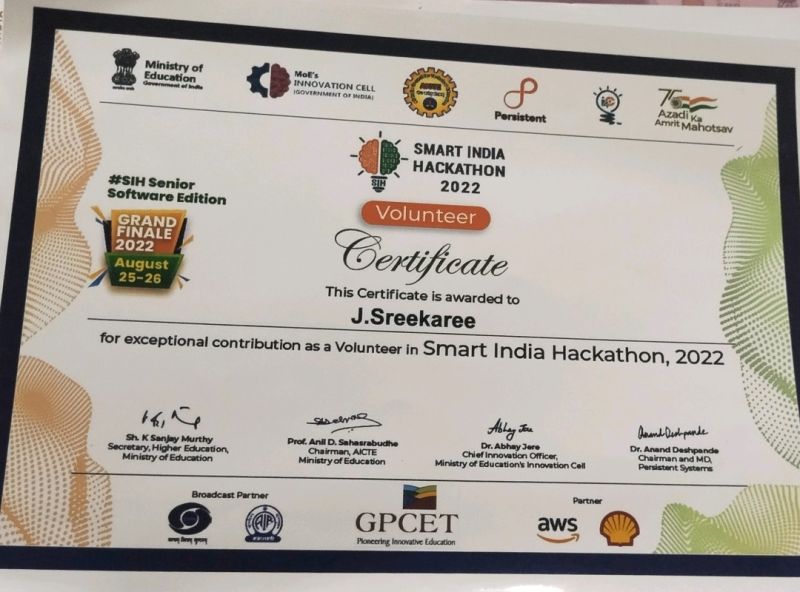 Ministry of
Education
Government of India
MoE's
INNOVATION CELL
(GOVERNMENT OF INDIA)
Persistent
Azadi Ka
Amrit Mahotsav
SMART INDIA
HACKATHON
2022
SIH
#SIH Senior
Software Edition
GRAND
FINALE
2022
August
25-26
Volunteer
Certificate
This Certificate is awarded to
J.Sreekaree
for exceptional contribution as a Volunteer in Smart India Hackathon, 2022
Abhay Jere
Anand Deshpande
Sh. K Sanjay Murthy
Secretary, Higher Education,
Ministry of Education
Prof. Anil D. Sahasrabudhe
Chairman, AICTE
Ministry of Education
Dr. Abhay Jere
Chief Innovation Officer,
Ministry of Education's Innovation Cell
Dr. Anand Deshpande
Chairman and MD,
Persistent Systems
Broadcast Partner
GPCET
Pioneering Innovative Education
Partner
aws